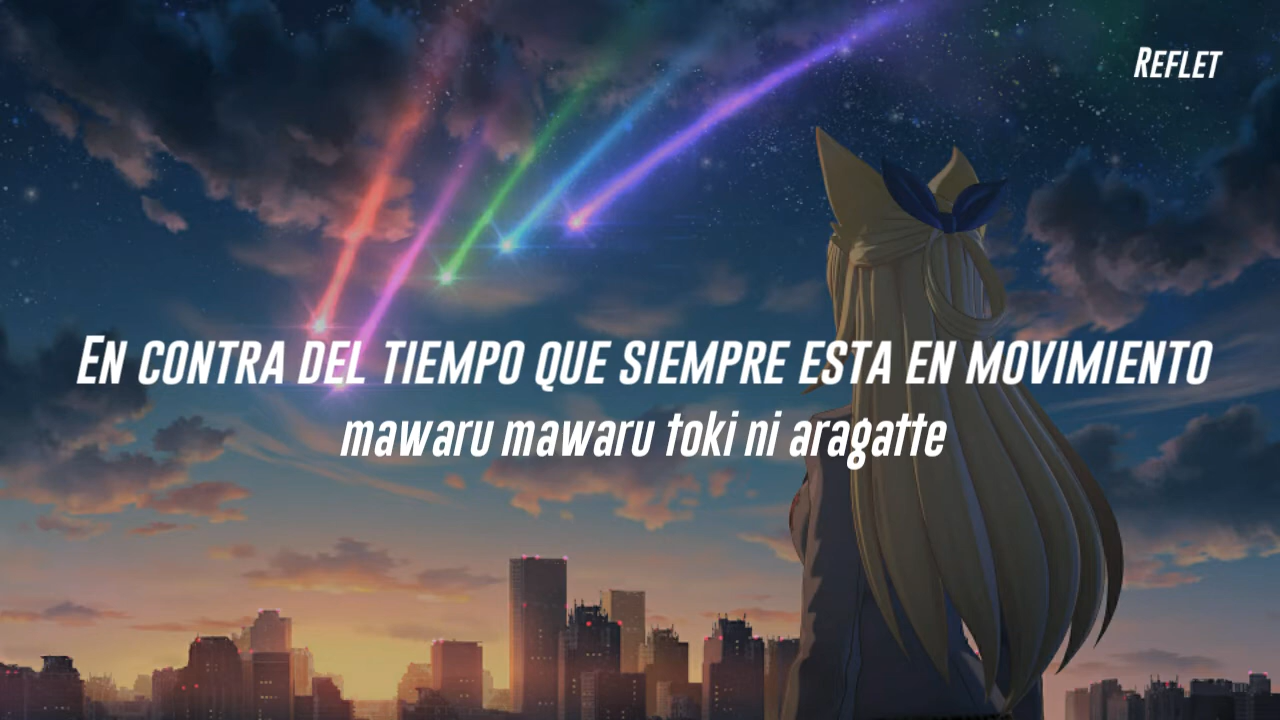 REFLET
EN CONTRA DEL TIEMPO QUE SIEMPRE ESTA EN MOVIMIENTO
mawaru mawaru toki ni aragatte